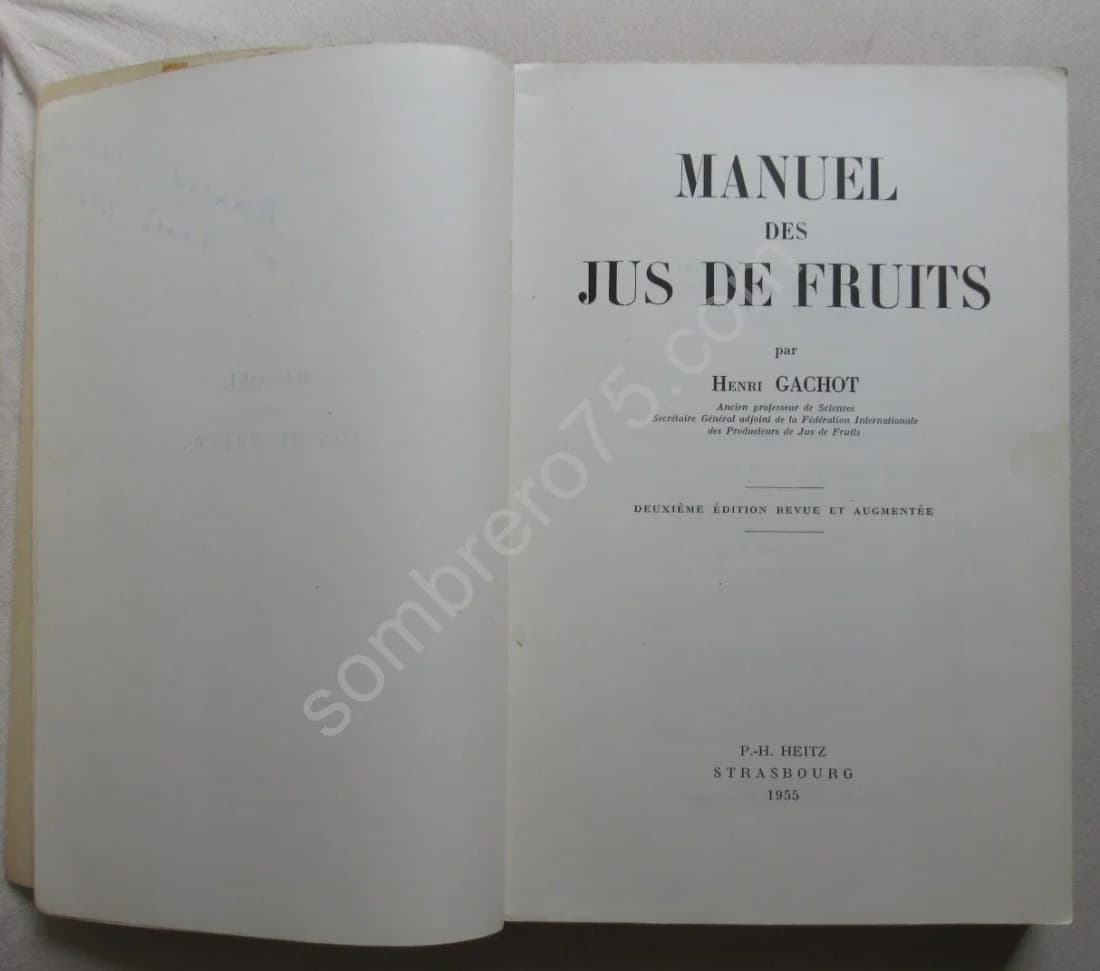 MANUEL
DES
JUS DE FRUITS
par
HENRI GACHOT
Ancien professeur de Sciences
Secrétaire Général adjoint de la Fédération Internationale
des Producteurs de Jus de Fruits
DEUXIÈME ÉDITION REVUE ET AUGMENTÉE
P.-H. HEITZ
STRASBOURG
1955
sombrero75.com